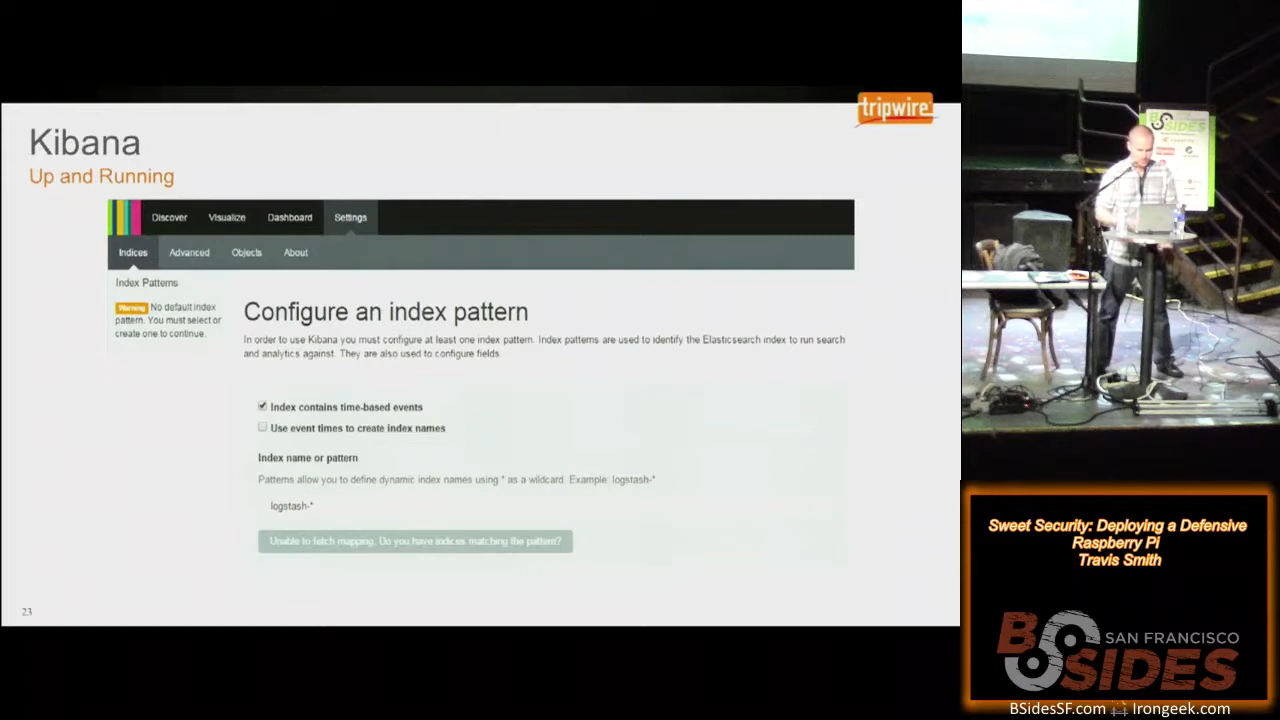 tripwire
Kibana
Up and Running
Discover Visualize Dashboard Settings
Indices Advanced Objects About
Index Patterns
Warning No default index
pattern. You must select or
create one to continue.
Configure an index pattern
In order to use Kibana you must configure at least one index pattern. Index patterns are used to identify the Elasticsearch index to run search
and analytics against. They are also used to configure fields.
Index contains time-based events
Use event times to create index names
Index name or pattern
Patterns allow you to define dynamic index names using * as a wildcard. Example: logstash-*
logstash-*
Unable to fetch mapping. Do you have indices matching the pattern?
23
BSIDES
Sweet Security: Deploying a Defensive
Raspberry Pi
Travis Smith
BSIDES SAN FRANCISCO
BSidesSF.com Irongeek.com